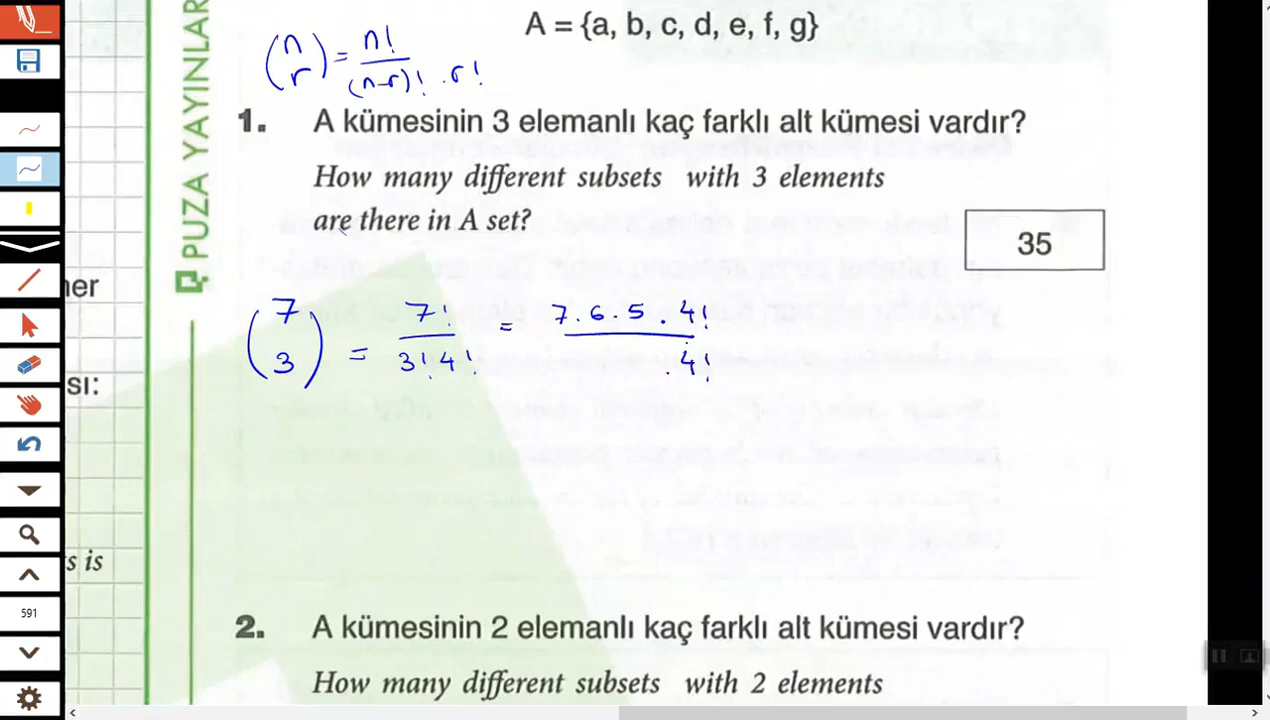 A = {a, b, c, d, e, f, g}
(n r) = n! / (n-r)! . r!
PUZA YAYINLAR
1. A kümesinin 3 elemanlı kaç farklı alt kümesi vardır?
How many different subsets with 3 elements
are there in A set?
35
ner
(7 3) = 7! / 3! 4! = 7.6.5.4! / .4!
sı:
s is
591
2. A kümesinin 2 elemanlı kaç farklı alt kümesi vardır?
How many different subsets with 2 elements